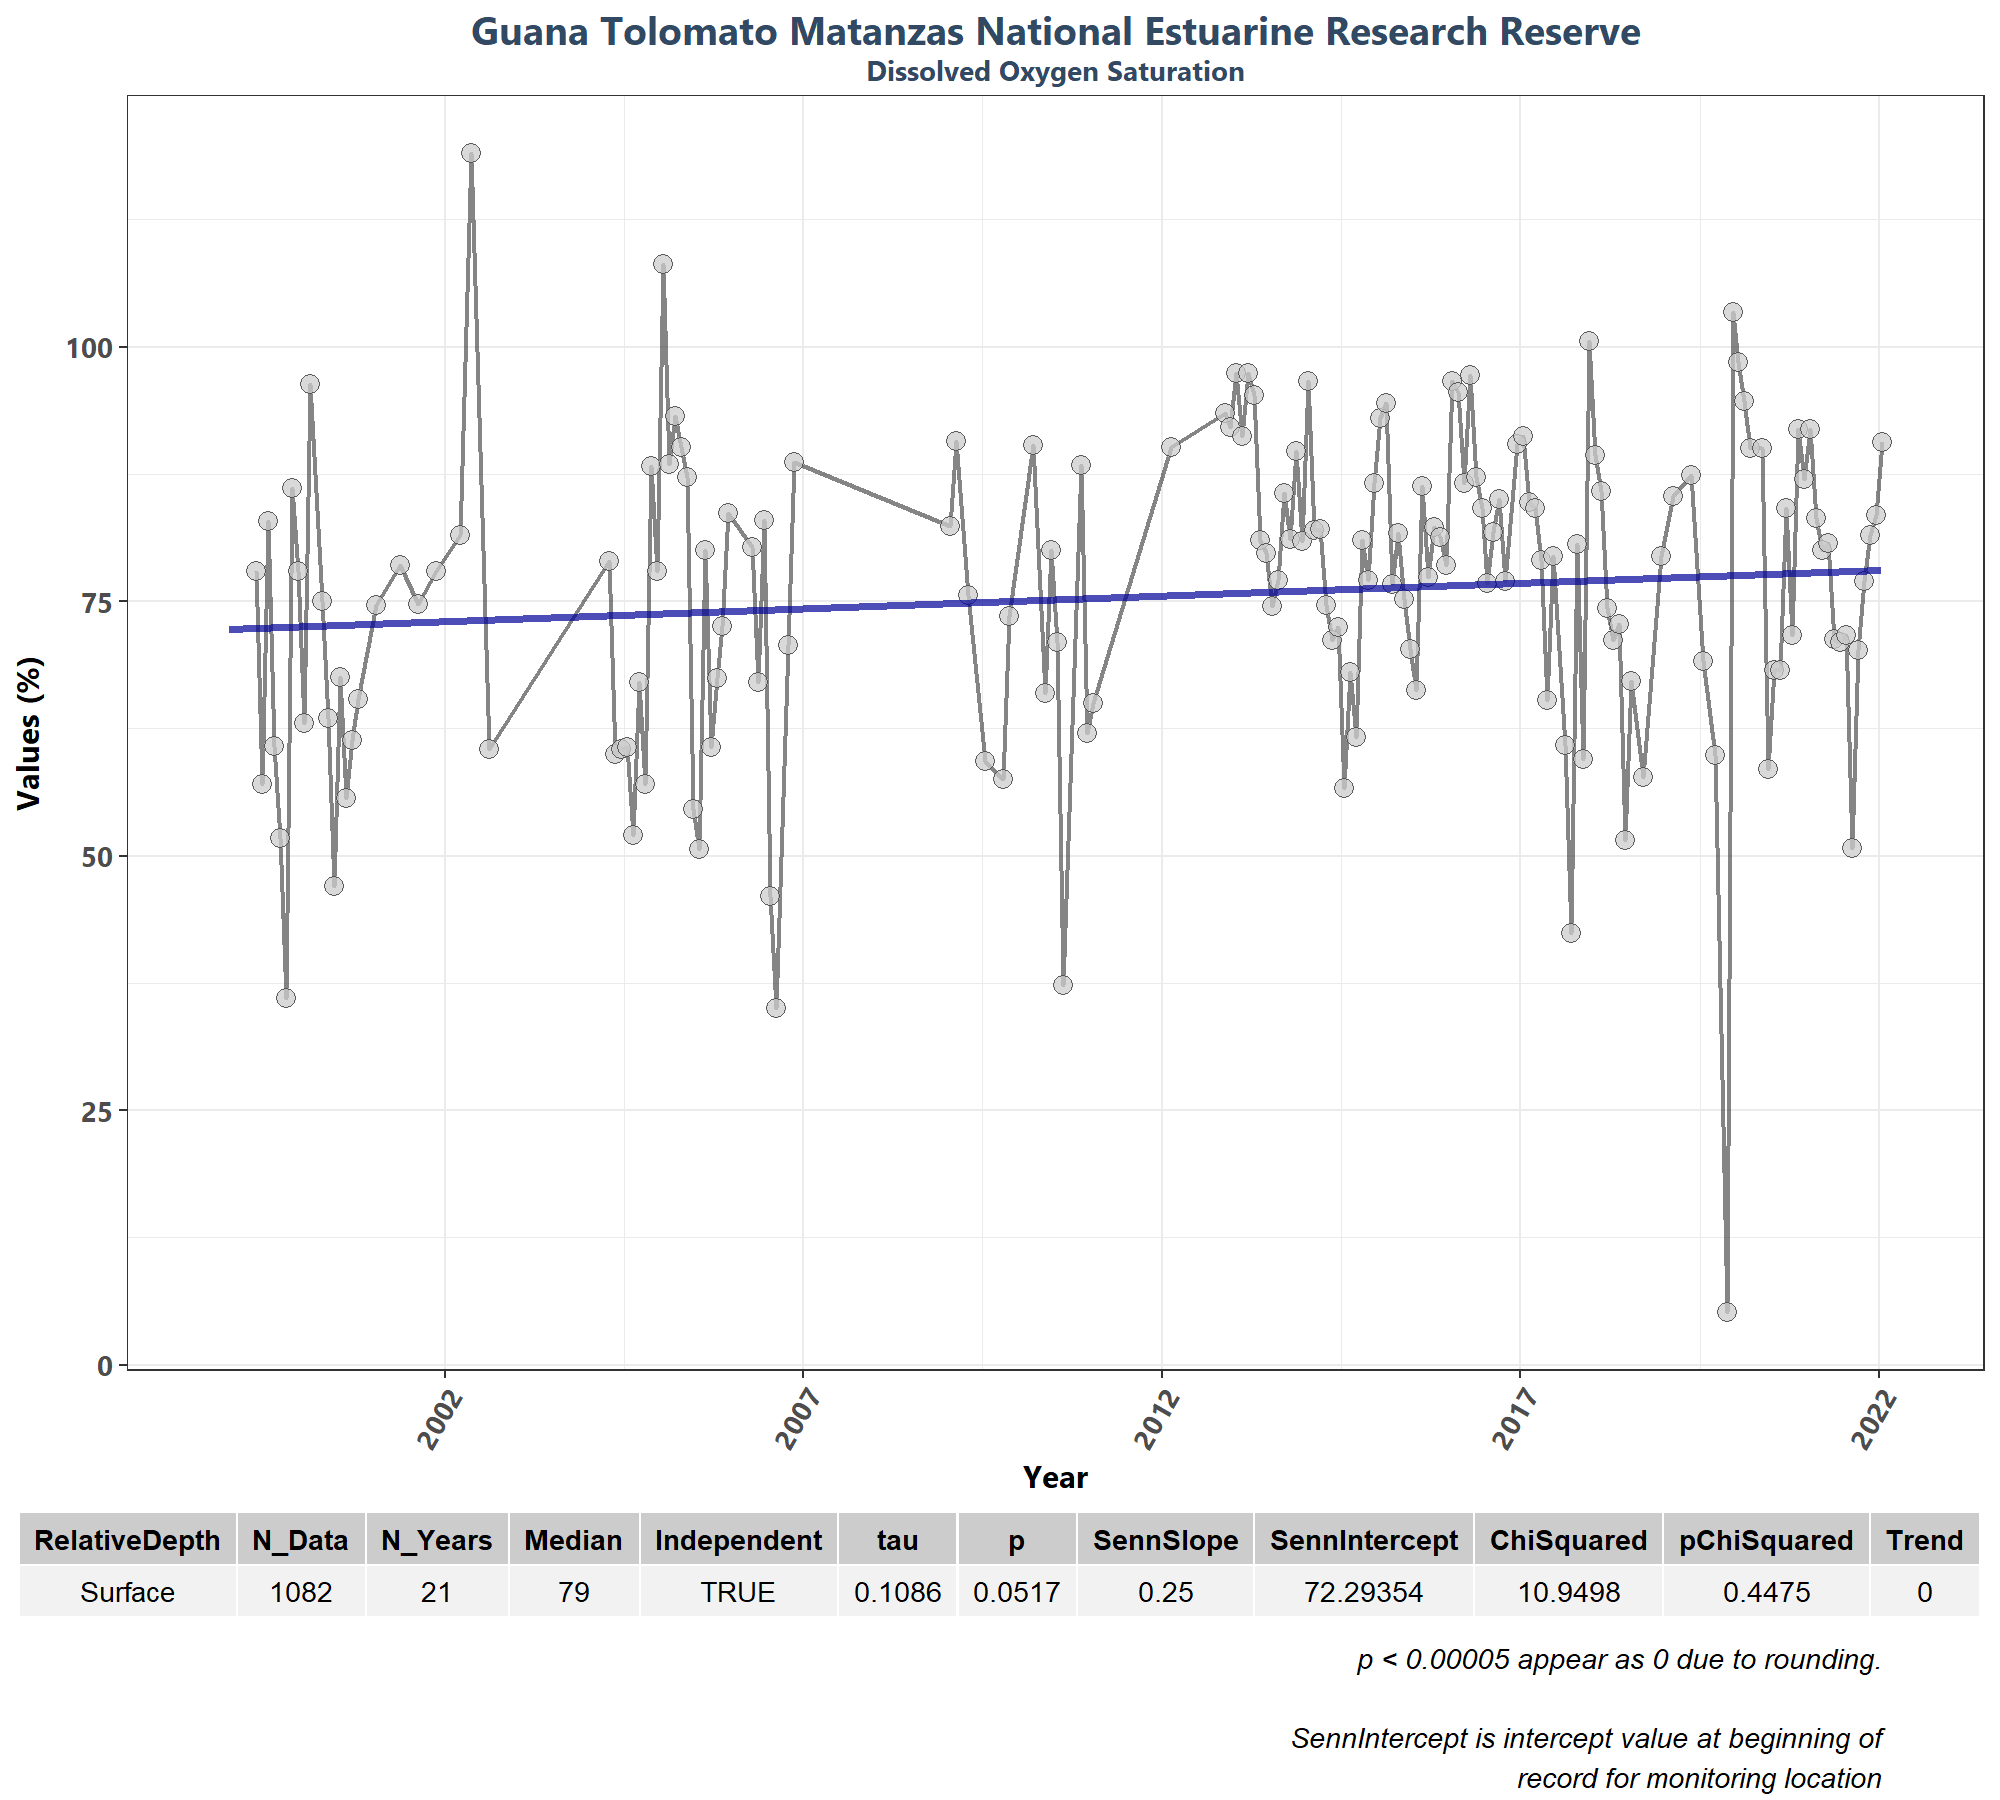 Guana Tolomato Matanzas National Estuarine Research Reserve
Dissolved Oxygen Saturation
Values (%)
100
75
50
25
0
2002 2007 2012 2017 2022
Year
RelativeDepth N_Data N_Years Median Independent tau p SennSlope SennIntercept ChiSquared pChiSquared Trend
Surface 1082 21 79 TRUE 0.1086 0.0517 0.25 72.29354 10.9498 0.4475 0
p < 0.00005 appear as 0 due to rounding.
SennIntercept is intercept value at beginning of
record for monitoring location